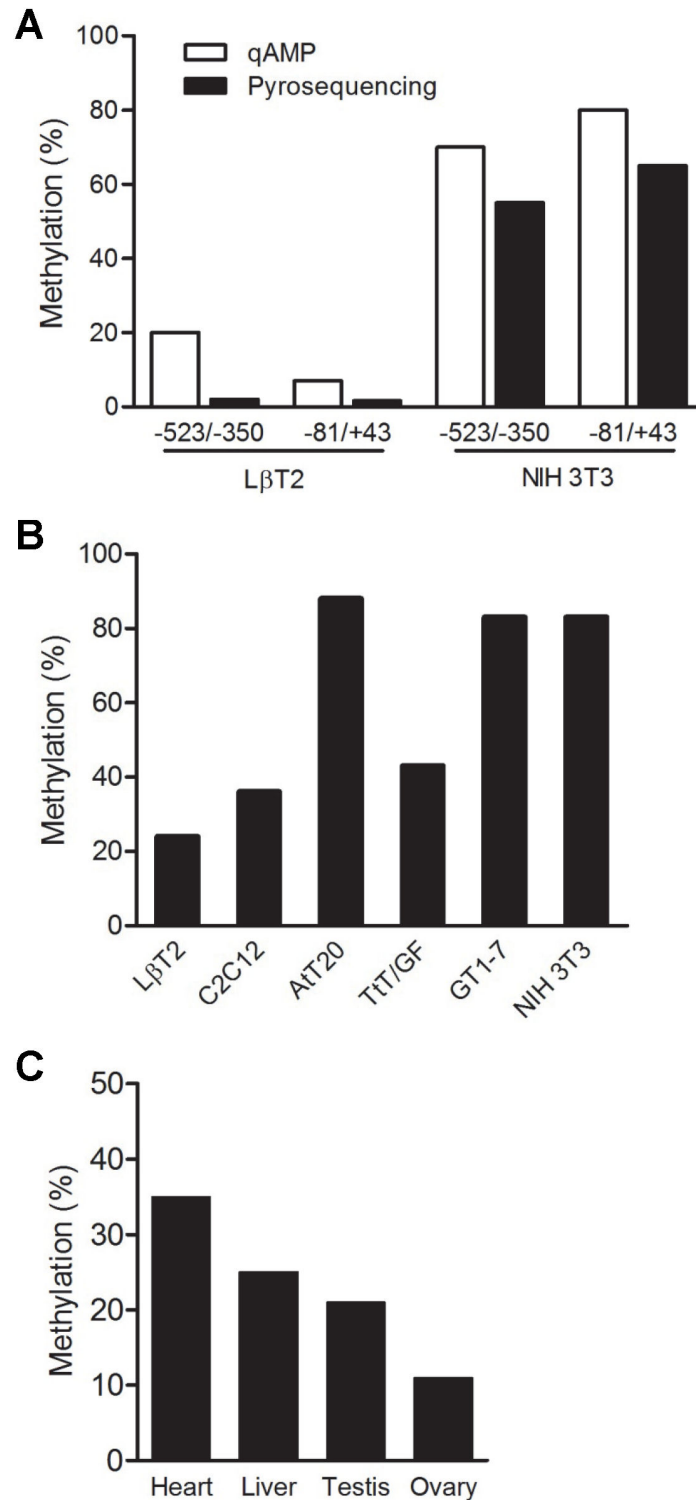 A
100
80
60
40
20
0
Methylation (%)
qAMP
Pyrosequencing
-523/-350 -81/+43 -523/-350 -81/+43
LβT2 NIH 3T3
B
100
80
60
40
20
0
Methylation (%)
LβT2 C2C12 AtT20 TtT/GF GT1-7 NIH 3T3
C
50
40
30
20
10
0
Methylation (%)
Heart Liver Testis Ovary